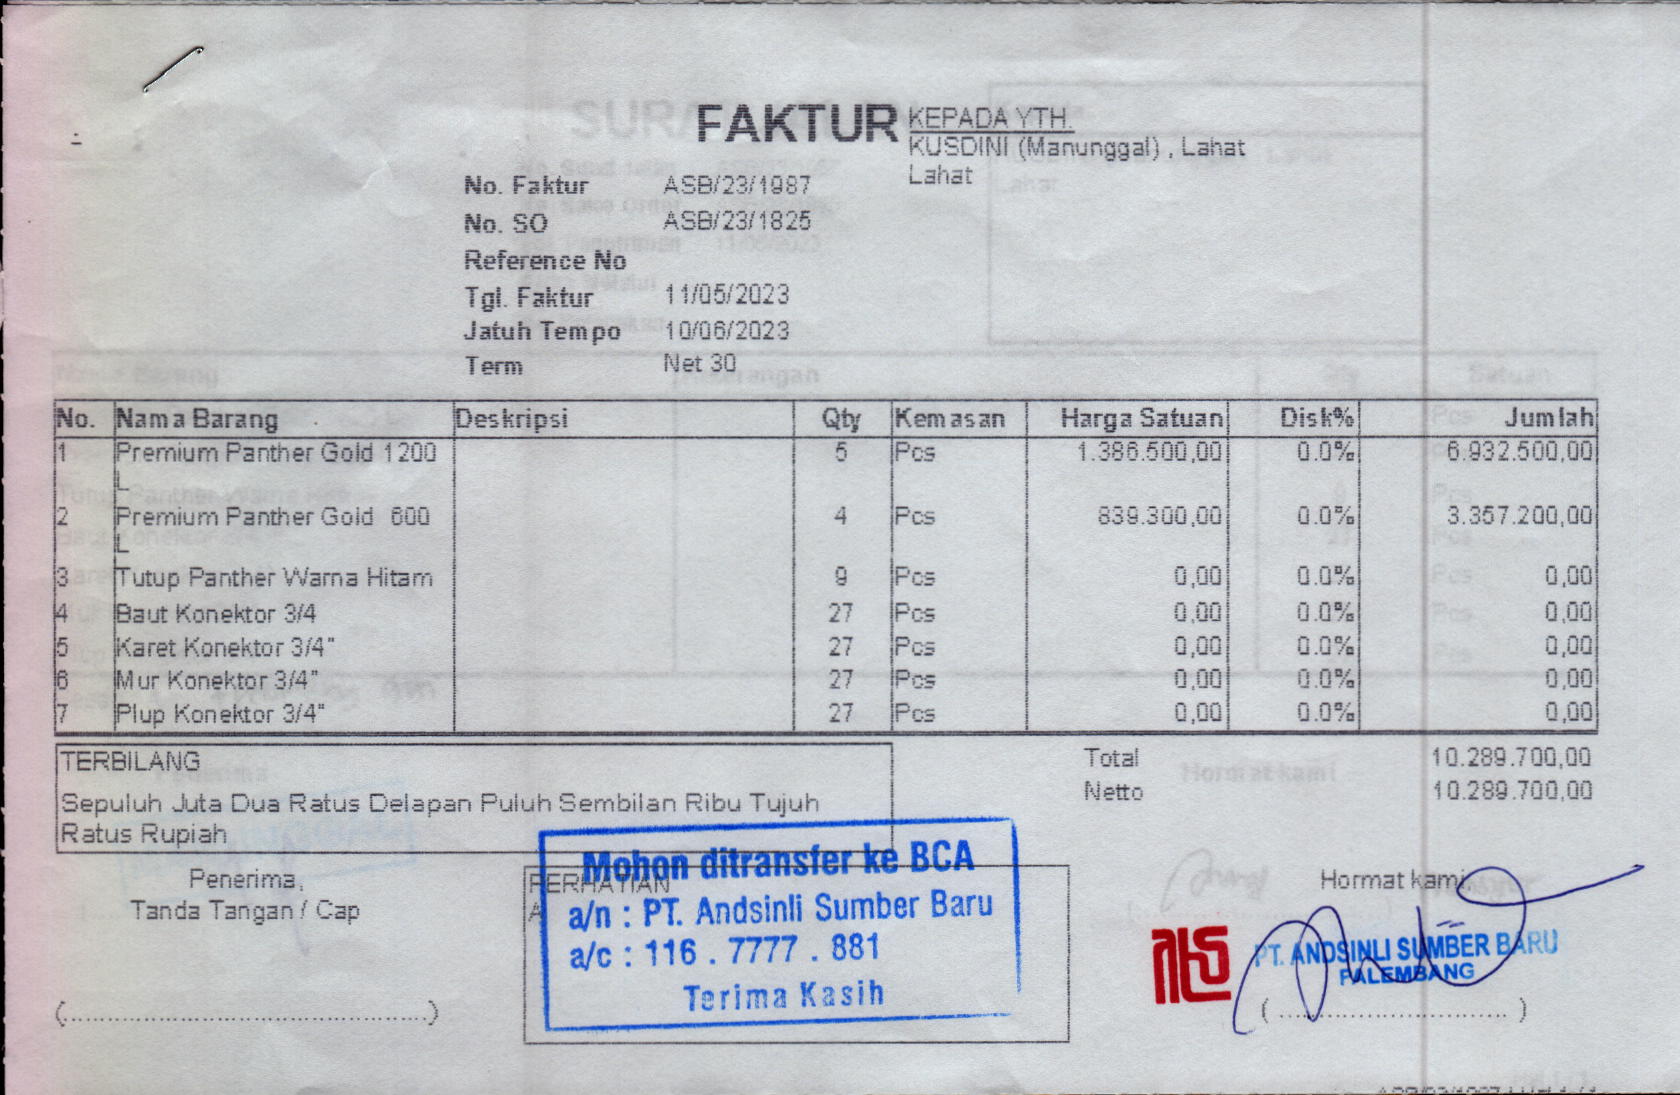 FAKTUR
KEPADA YTH.
KUSDINI (Manunggal) , Lahat
Lahat
No. Faktur ASB/23/1987
No. SO ASB/23/1825
Reference No
Tgl. Faktur 11/05/2023
Jatuh Tempo 10/06/2023
Term Net 30
No. Nama Barang Deskripsi Qty Kemasan Harga Satuan Disk% Jumlah
1 Premium Panther Gold 1200 5 Pcs 1.386.500,00 0.0% 6.932.500,00
L
2 Premium Panther Gold 600 4 Pcs 839.300,00 0.0% 3.357.200,00
L
3 Tutup Panther Warna Hitam 9 Pcs 0,00 0.0% 0,00
4 Baut Konektor 3/4 27 Pcs 0,00 0.0% 0,00
5 Karet Konektor 3/4" 27 Pcs 0,00 0.0% 0,00
6 Mur Konektor 3/4" 27 Pcs 0,00 0.0% 0,00
7 Plup Konektor 3/4" 27 Pcs 0,00 0.0% 0,00
TERBILANG
Sepuluh Juta Dua Ratus Delapan Puluh Sembilan Ribu Tujuh
Ratus Rupiah
Total 10.289.700,00
Netto 10.289.700,00
Penerima,
Tanda Tangan / Cap
(..............................................)
PERHATIAN
A
Mohon ditransfer ke BCA
a/n : PT. Andsinli Sumber Baru
a/c : 116 . 7777 . 881
Terima Kasih
Hormat kami
PT. ANDSINLI SUMBER BARU
PALEMBANG
( ............................. )